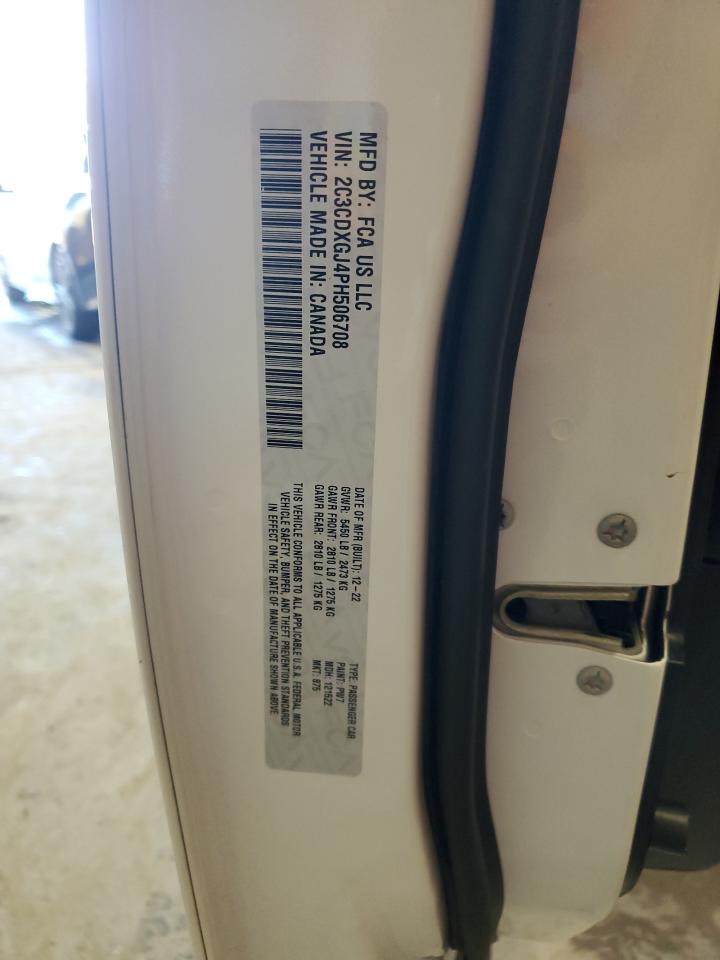 MFD BY: FCA US LLC
VIN: 2C3CDXGJ4PH506708
VEHICLE MADE IN: CANADA
DATE OF MFR (BUILT): 12-22
GVWR: 5450 LB / 2473 KG
GAWR FRONT: 2810 LB / 1275 KG
GAWR REAR: 2810 LB / 1275 KG
TYPE: PASSENGER CAR
PAINT: PW7
MDH: 121522
MKT: 875
THIS VEHICLE CONFORMS TO ALL APPLICABLE U.S.A. FEDERAL MOTOR
VEHICLE SAFETY, BUMPER, AND THEFT PREVENTION STANDARDS
IN EFFECT ON THE DATE OF MANUFACTURE SHOWN ABOVE